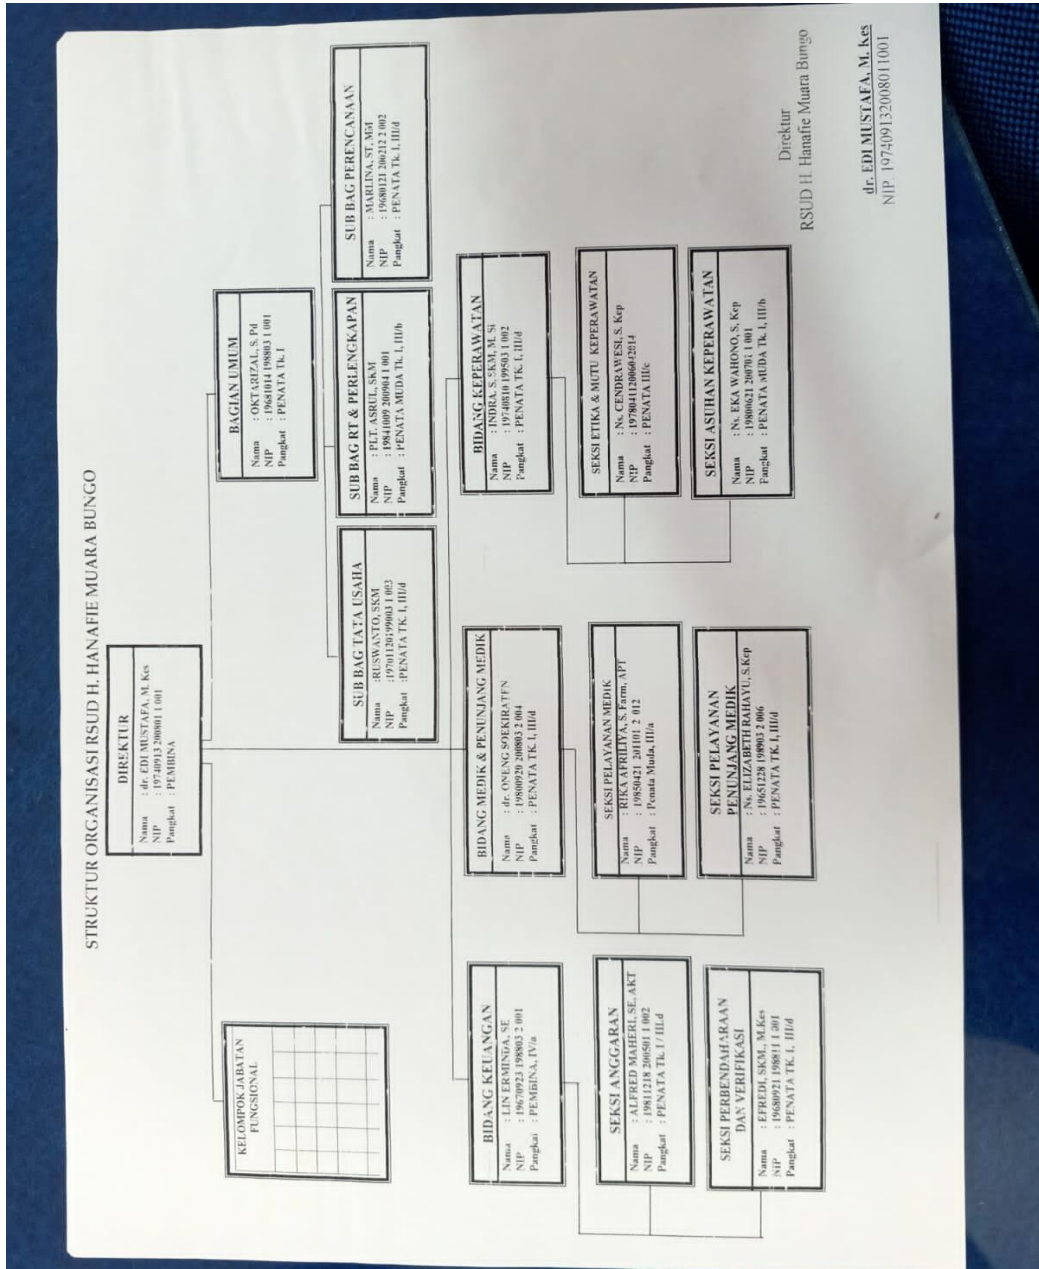 STRUKTUR ORGANISASI RSUD H. HANAFIE MUARA BUNGO
DIREKTUR
Nama : dr. EDI MUSTAFA, M. Kes
NIP : 19740913 200801 1 001
Pangkat : PEMBINA
KELOMPOK JABATAN
FUNGSIONAL
BAGIAN UMUM
Nama : OKTARIZAL, S. Pd
NIP : 19681014 198803 1 001
Pangkat : PENATA Tk. I
SUB BAG TATA USAHA
Nama :RUSWANTO, SKM
NIP :19701120199003 1 003
Pangkat :PENATA TK. I, III/d
SUB BAG RT & PERLENGKAPAN
Nama : PLT. ASRUL, SKM
NIP : 19841009 200904 1 001
Pangkat : PENATA MUDA Tk. I, III/b
SUB BAG PERENCANAAN
Nama : MARLINA, ST, MM
NIP : 19680121 200212 2 002
Pangkat : PENATA Tk. I, III/d
BIDANG KEUANGAN
Nama : LIN ERMINDA, SE
NIP : 19670923 198803 2 001
Pangkat : PEMBINA, IV/a
BIDANG MEDIK & PENUNJANG MEDIK
Nama : dr. ONENG SOEKIRATEN
NIP : 19800920 200803 2 004
Pangkat : PENATA TK. I, III/d
BIDANG KEPERAWATAN
Nama : INDRA. S, SKM, M. Si
NIP : 19740810 199503 1 002
Pangkat : PENATA TK. I, III/d
SEKSI ANGGARAN
Nama : ALFRED MAHERI, SE, AKT
NIP : 19811218 200501 1 002
Pangkat : PENATA Tk. I / III.d
SEKSI PELAYANAN MEDIK
Nama : RIKA AFRILIYA, S. Farm, APT
NIP : 19850421 201101 2 012
Pangkat : Penata Muda, III/a
SEKSI ETIKA & MUTU KEPERAWATAN
Nama : Ns. CENDRAWESI, S. Kep
NIP : 197804112006042014
Pangkat : PENATA III/c
SEKSI PERBENDAHARAAN
DAN VERIFIKASI
Nama : EFREDI, SKM., M.Kes
NIP : 19680921 198811 1 001
Pangkat : PENATA TK. I, III/d
SEKSI PELAYANAN
PENUNJANG MEDIK
Nama : Ns. ELIZABETH RAHAYU, S.Kep
NIP : 19651228 198903 2 006
Pangkat : PENATA TK. I, III/d
SEKSI ASUHAN KEPERAWATAN
Nama : Ns. EKA WAHONO, S, Kep
NIP : 19800621 200701 1 001
Pangkat : PENATA MUDA Tk. I, III/b
Direktur
RSUD H. Hanafie Muara Bungo
dr. EDI MUSTAFA, M. Kes
NIP. 197409132008011001